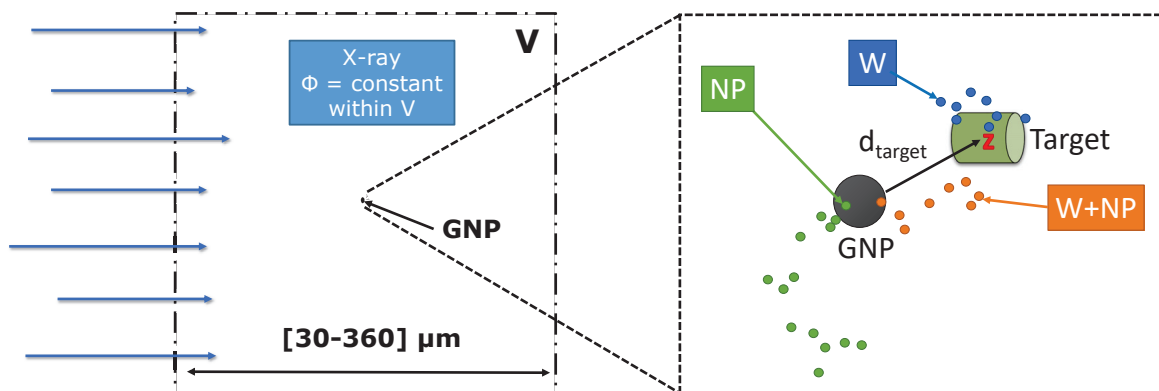 V
X-ray
Φ = constant
within V
GNP
[30-360] μm
NP
W
d_target
z
Target
W+NP
GNP